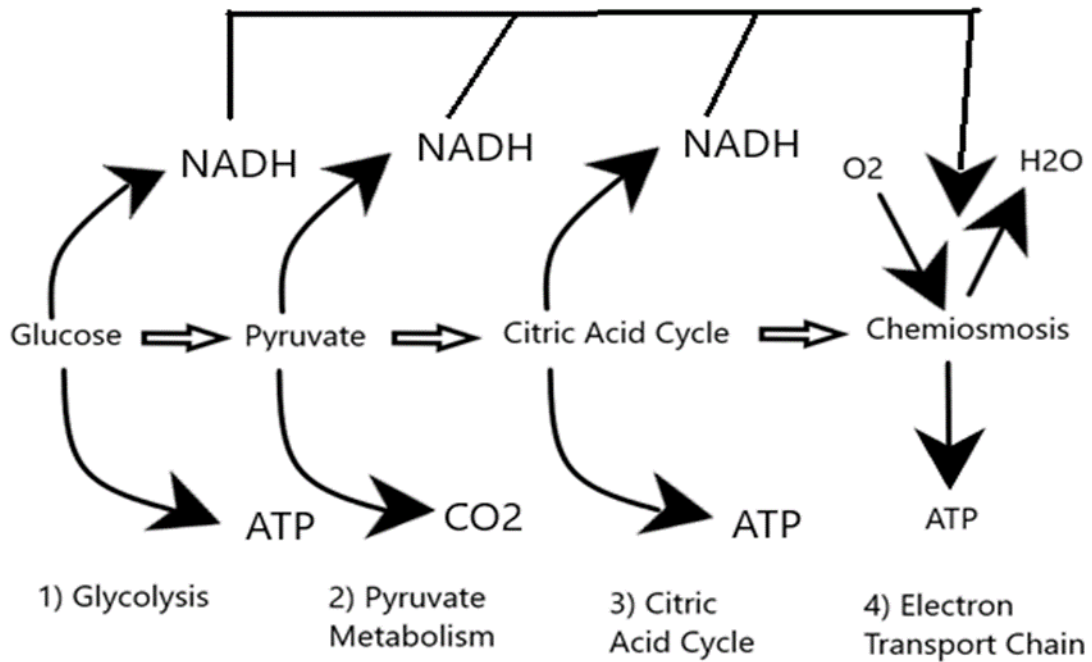 NADH
NADH
NADH
O2
H2O
Glucose
Pyruvate
Citric Acid Cycle
Chemiosmosis
ATP
CO2
ATP
ATP
1) Glycolysis
2) Pyruvate
Metabolism
3) Citric
Acid Cycle
4) Electron
Transport Chain